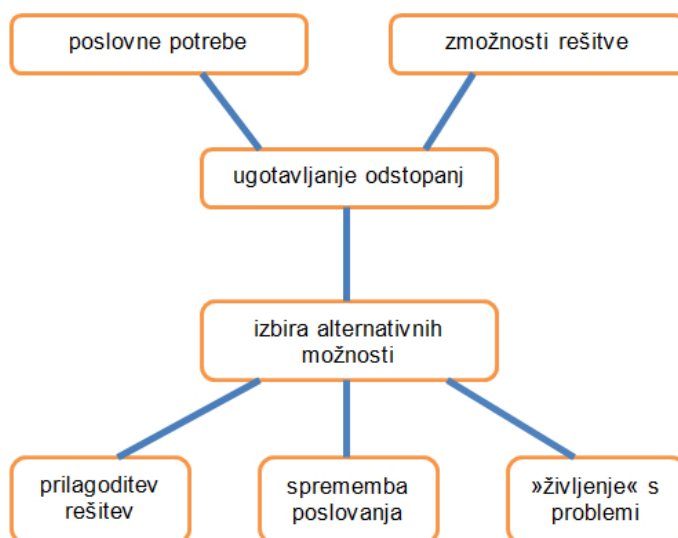 poslovne potrebe
zmožnosti rešitve
ugotavljanje odstopanj
izbira alternativnih
možnosti
prilagoditev
rešitev
sprememba
poslovanja
»življenje« s
problemi